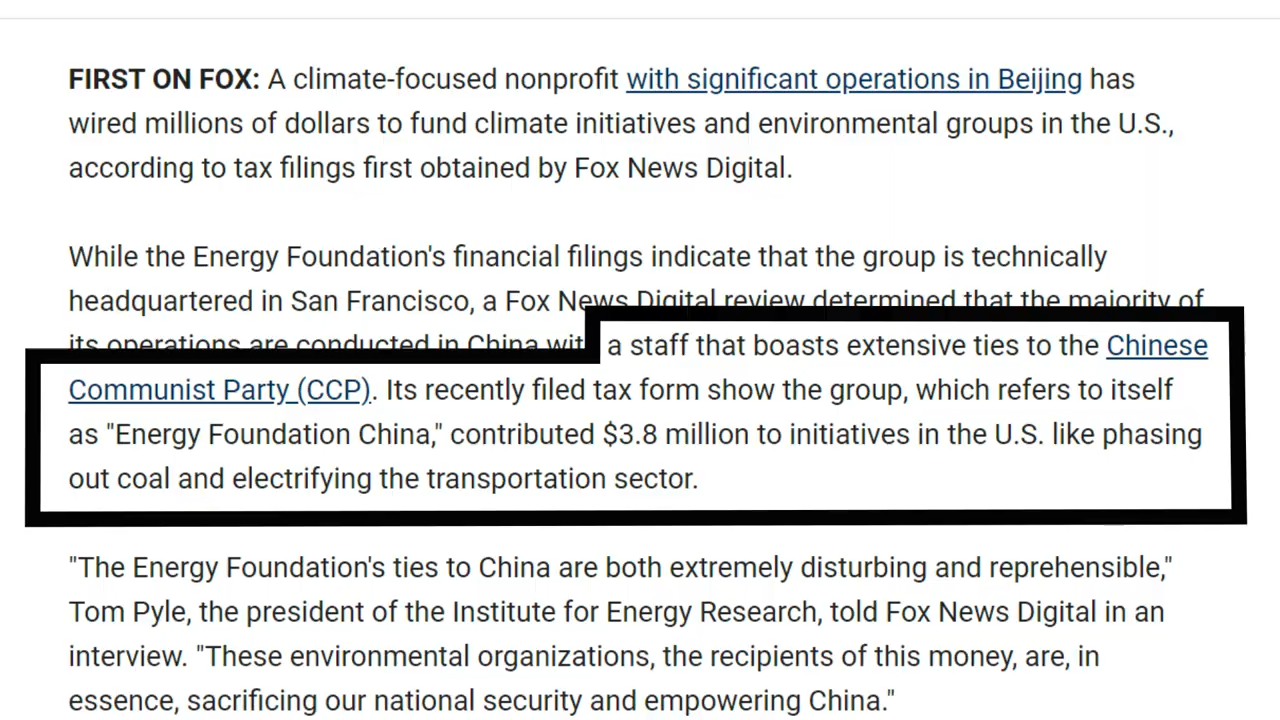 FIRST ON FOX: A climate-focused nonprofit with significant operations in Beijing has
wired millions of dollars to fund climate initiatives and environmental groups in the U.S.,
according to tax filings first obtained by Fox News Digital.
While the Energy Foundation's financial filings indicate that the group is technically
headquartered in San Francisco, a Fox News Digital review determined that the majority of
its operations are conducted in China with a staff that boasts extensive ties to the Chinese
Communist Party (CCP). Its recently filed tax form show the group, which refers to itself
as "Energy Foundation China," contributed $3.8 million to initiatives in the U.S. like phasing
out coal and electrifying the transportation sector.
"The Energy Foundation's ties to China are both extremely disturbing and reprehensible,"
Tom Pyle, the president of the Institute for Energy Research, told Fox News Digital in an
interview. "These environmental organizations, the recipients of this money, are, in
essence, sacrificing our national security and empowering China."